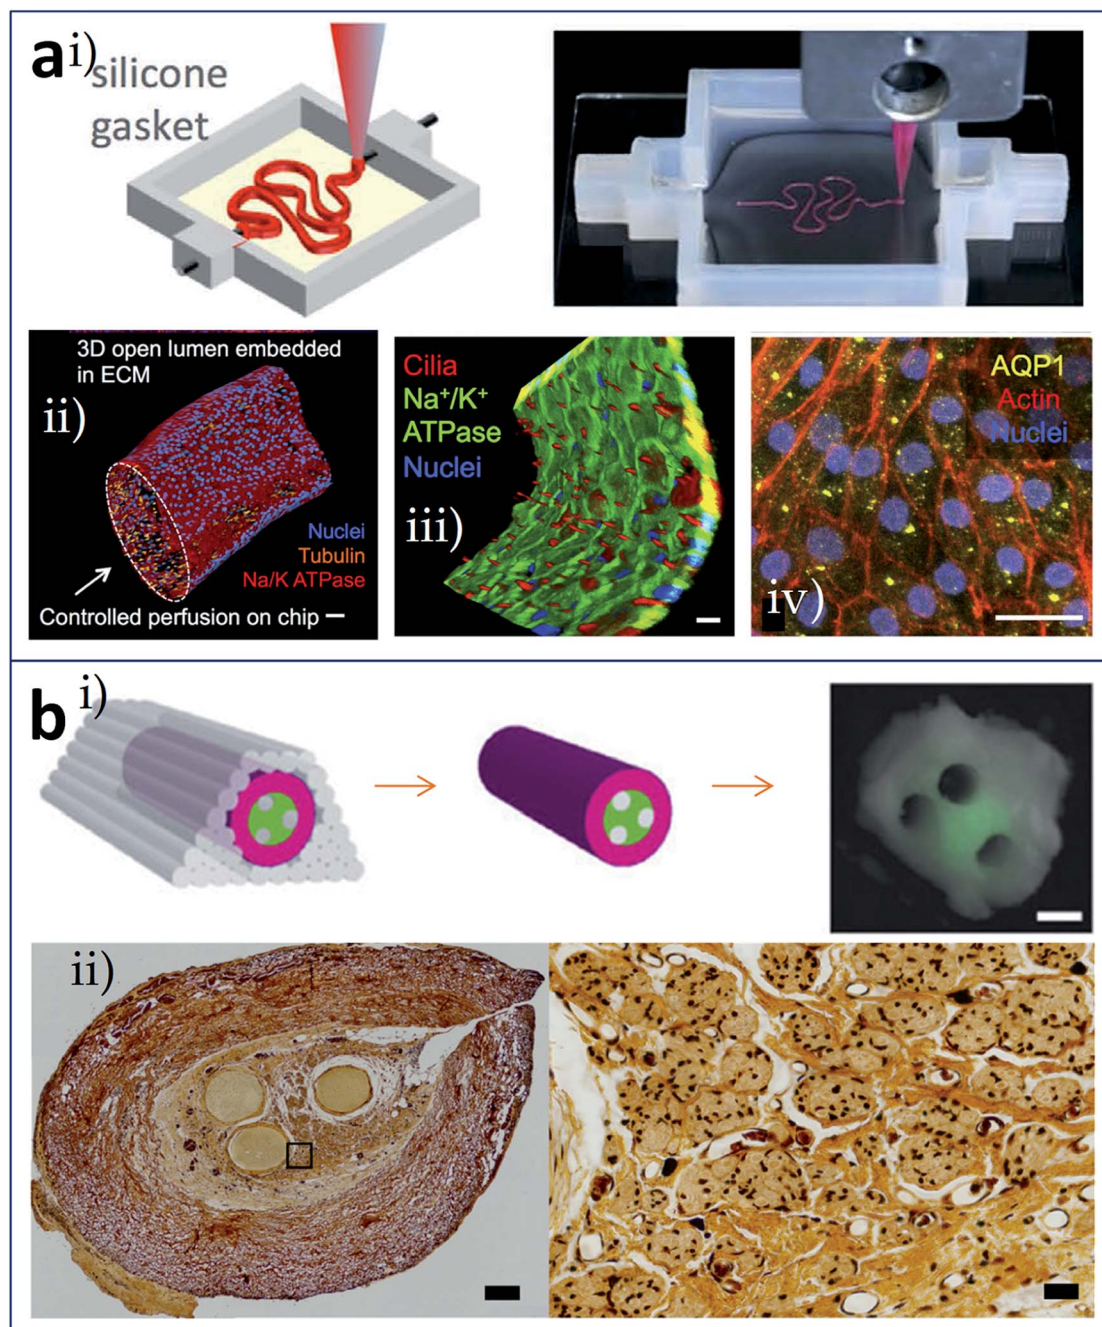 a i)
silicone
gasket
3D open lumen embedded
in ECM
ii)
Nuclei
Tubulin
Na/K ATPase
Controlled perfusion on chip
Cilia
Na⁺/K⁺
ATPase
Nuclei
iii)
AQP1
Actin
Nuclei
iv)
b i)
ii)